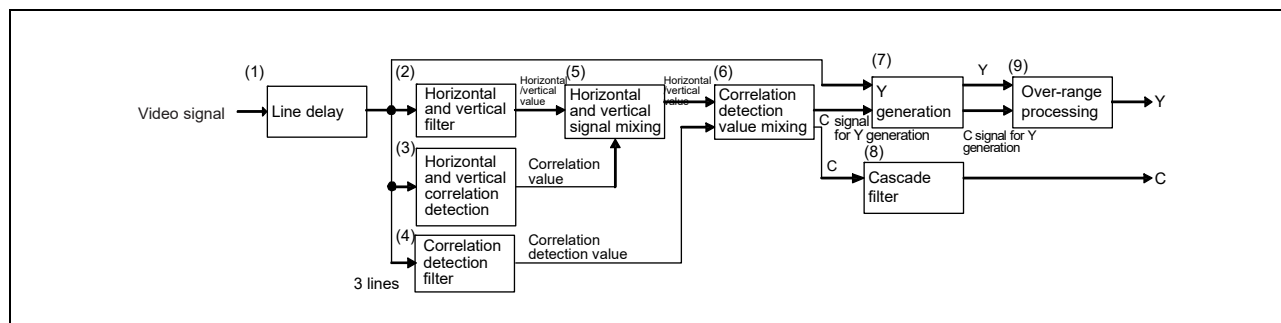 (1)
Video signal
Line delay
(2)
Horizontal
and vertical
filter
Horizontal
/vertical
value
(3)
Horizontal
and vertical
correlation
detection
Correlation
value
(4)
Correlation
detection
filter
3 lines
Correlation
detection value
(5)
Horizontal
and vertical
signal mixing
Horizontal
/vertical
value
(6)
Correlation
detection
value mixing
C signal
for Y generation
C
(7)
Y
generation
Y
C signal for Y
generation
(8)
Cascade
filter
(9)
Over-range
processing
Y
C